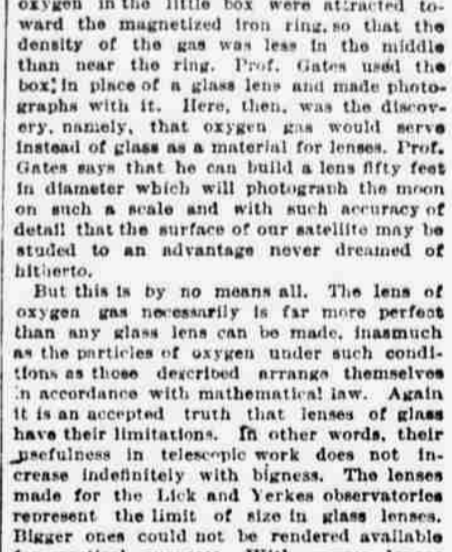 oxygen in the little box were attracted to-
ward the magnetized iron ring, so that the
density of the gas was less in the middle
than near the ring. Prof. Gates used the
box, in place of a glass lens and made photo-
graphs with it. Here, then, was the discov-
ery, namely, that oxygen gas would serve
instead of glass as a material for lenses. Prof.
Gates says that he can build a lens fifty feet
in diameter which will photograph the moon
on such a scale and with such accuracy of
detail that the surface of our satellite may be
studed to an advantage never dreamed of
hitherto.
But this is by no means all. The lens of
oxygen gas necessarily is far more perfect
than any glass lens can be made, inasmuch
as the particles of oxygen under such condi-
tions as those described arrange themselves
in accordance with mathematical law. Again
it is an accepted truth that lenses of glass
have their limitations. In other words, their
usefulness in telescopic work does not in-
crease indefinitely with bigness. The lenses
made for the Lick and Yerkes observatories
represent the limit of size in glass lenses.
Bigger ones could not be rendered available